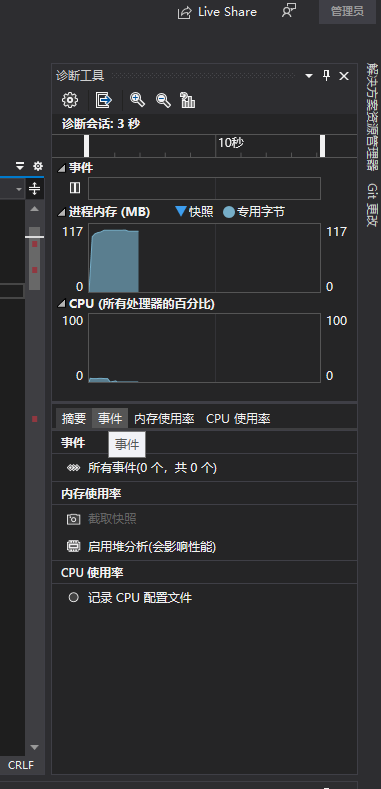 Live Share
管理员
诊断工具
诊断会话: 3 秒
10秒
事件
进程内存 (MB) 快照 专用字节
117 117
0 0
CPU (所有处理器的百分比)
100 100
0 0
摘要 事件 内存使用率 CPU 使用率
事件
事件
所有事件(0 个，共 0 个)
内存使用率
截取快照
启用堆分析(会影响性能)
CPU 使用率
记录 CPU 配置文件
CRLF
解决方案资源管理器
Git 更改